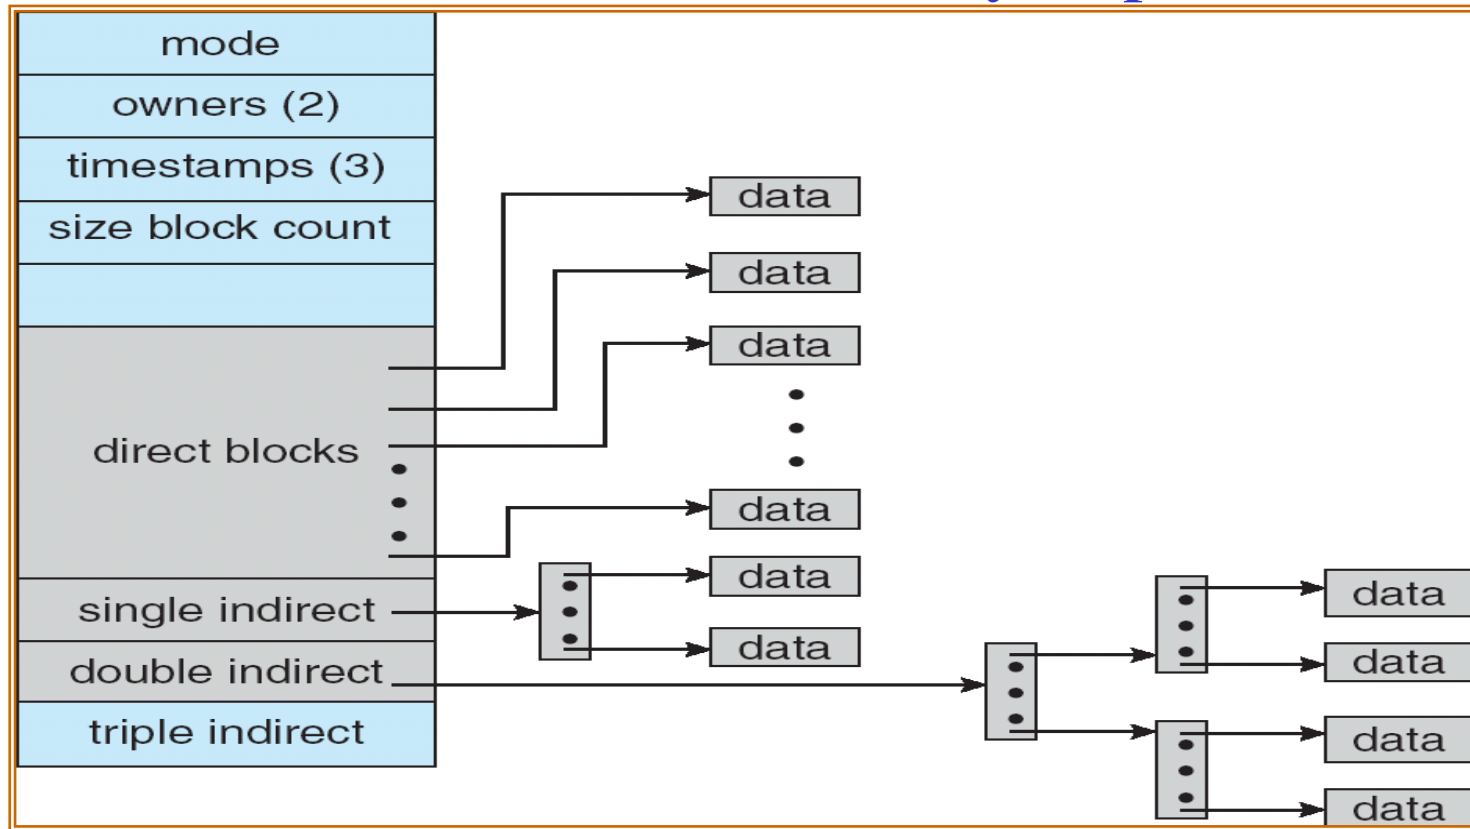 mode
owners (2)
timestamps (3)
size block count
direct blocks
single indirect
double indirect
triple indirect
data
data
data
data
data
data
data
data
data
data